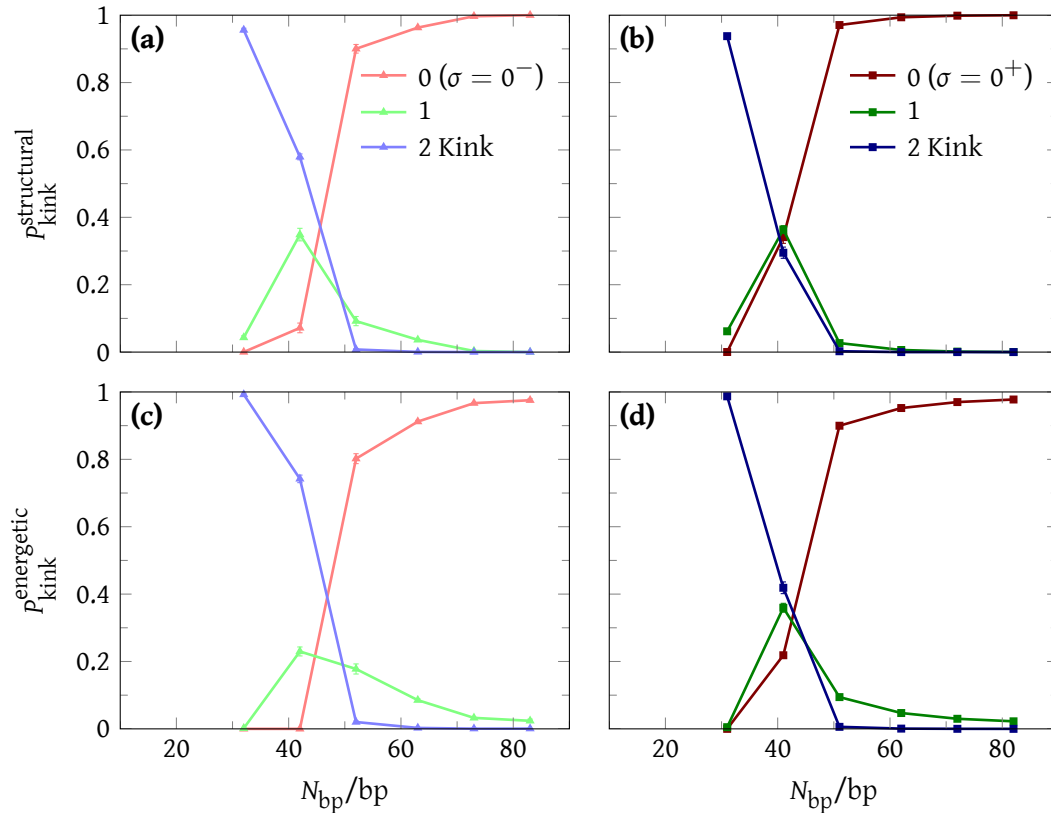 (a)
0 (σ = 0⁻)
1
2 Kink
1
0.8
0.6
0.4
0.2
0
P_kink^structural
(b)
0 (σ = 0⁺)
1
2 Kink
(c)
1
0.8
0.6
0.4
0.2
0
P_kink^energetic
20 40 60 80
N_bp/bp
(d)
20 40 60 80
N_bp/bp